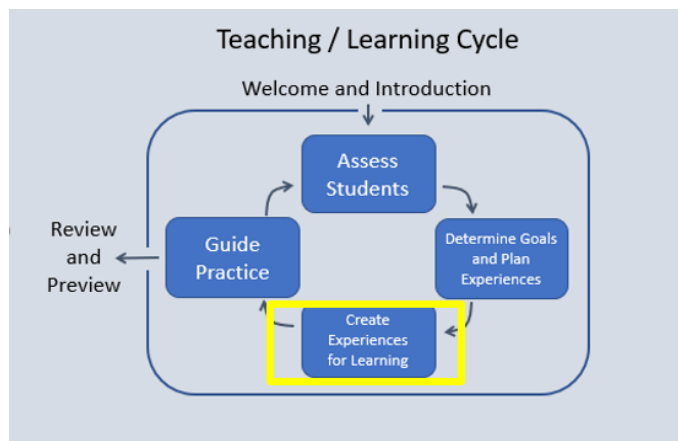 Teaching / Learning Cycle
Welcome and Introduction
Assess
Students
Determine Goals
and Plan
Experiences
Create
Experiences
for Learning
Guide
Practice
Review
and
Preview